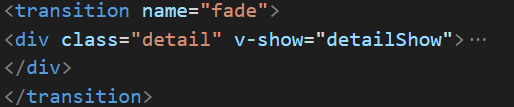 <transition name="fade">
<div class="detail" v-show="detailShow">…
</div>
</transition>